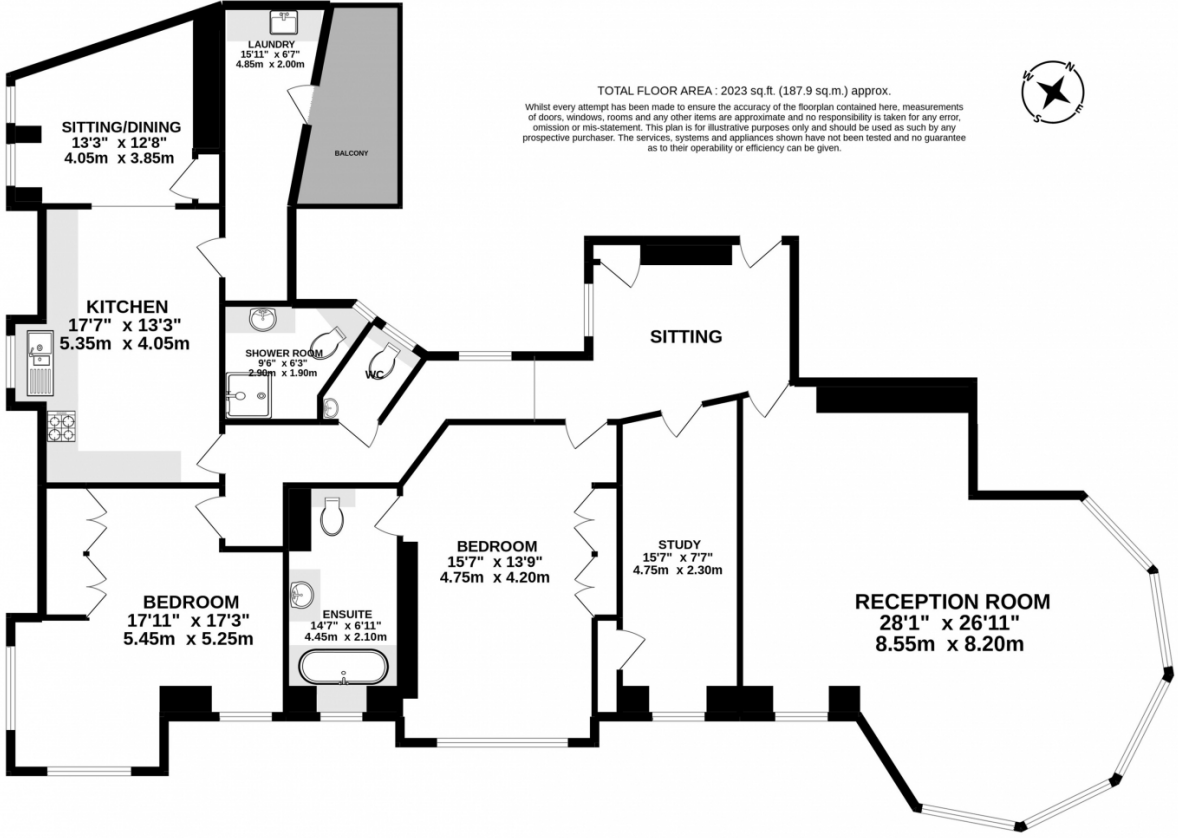 LAUNDRY
15'11" x 6'7"
4.85m x 2.00m
TOTAL FLOOR AREA : 2023 sq.ft. (187.9 sq.m.) approx.
Whilst every attempt has been made to ensure the accuracy of the floorplan contained here, measurements
of doors, windows, rooms and any other items are approximate and no responsibility is taken for any error,
omission or mis-statement. This plan is for illustrative purposes only and should be used as such by any
prospective purchaser. The services, systems and appliances shown have not been tested and no guarantee
as to their operability or efficiency can be given.
N
W
E
S
SITTING/DINING
13'3" x 12'8"
4.05m x 3.85m
BALCONY
KITCHEN
17'7" x 13'3"
5.35m x 4.05m
SHOWER ROOM
9'6" x 6'3"
2.90m x 1.90m
WC
SITTING
BEDROOM
17'11" x 17'3"
5.45m x 5.25m
ENSUITE
14'7" x 6'11"
4.45m x 2.10m
BEDROOM
15'7" x 13'9"
4.75m x 4.20m
STUDY
15'7" x 7'7"
4.75m x 2.30m
RECEPTION ROOM
28'1" x 26'11"
8.55m x 8.20m